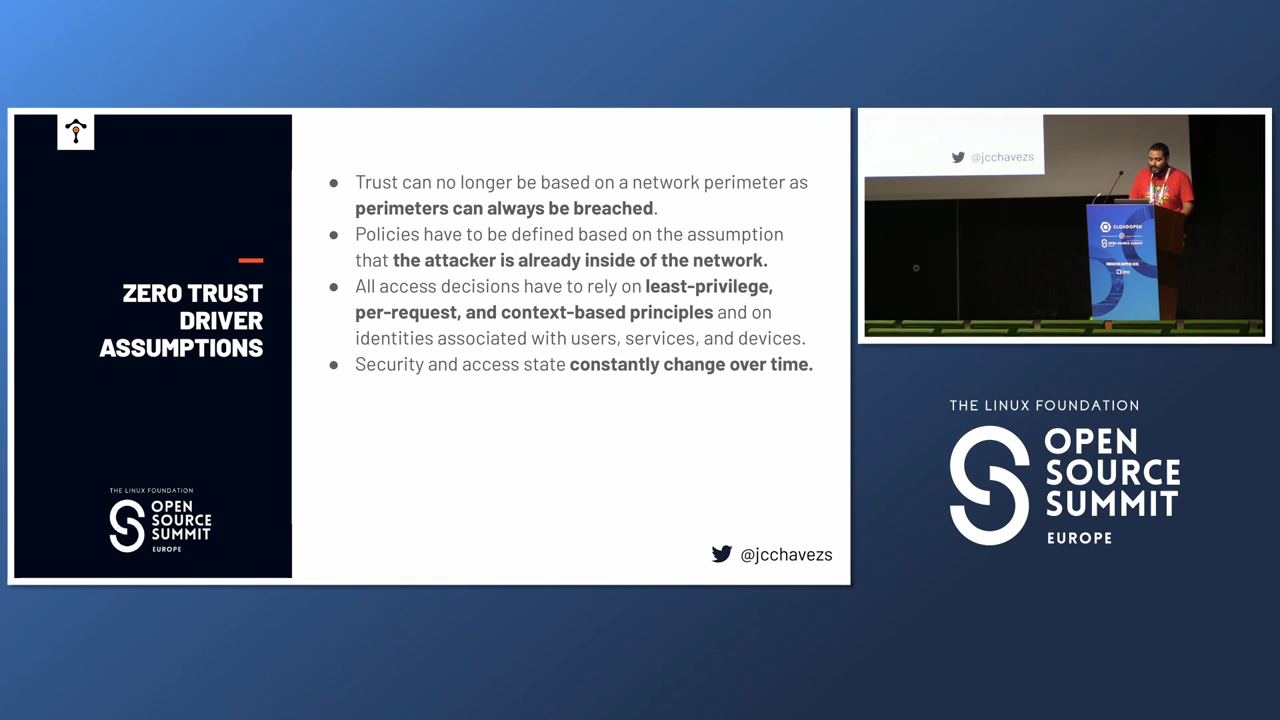 ZERO TRUST
DRIVER
ASSUMPTIONS
THE LINUX FOUNDATION
OPEN
SOURCE
SUMMIT
EUROPE
● Trust can no longer be based on a network perimeter as
perimeters can always be breached.
● Policies have to be defined based on the assumption
that the attacker is already inside of the network.
● All access decisions have to rely on least-privilege,
per-request, and context-based principles and on
identities associated with users, services, and devices.
● Security and access state constantly change over time.
@jcchavezs
@jcchavezs
CLOUDOPEN
OPEN SOURCE SUMMIT
THE LINUX FOUNDATION
OPEN
SOURCE
SUMMIT
EUROPE